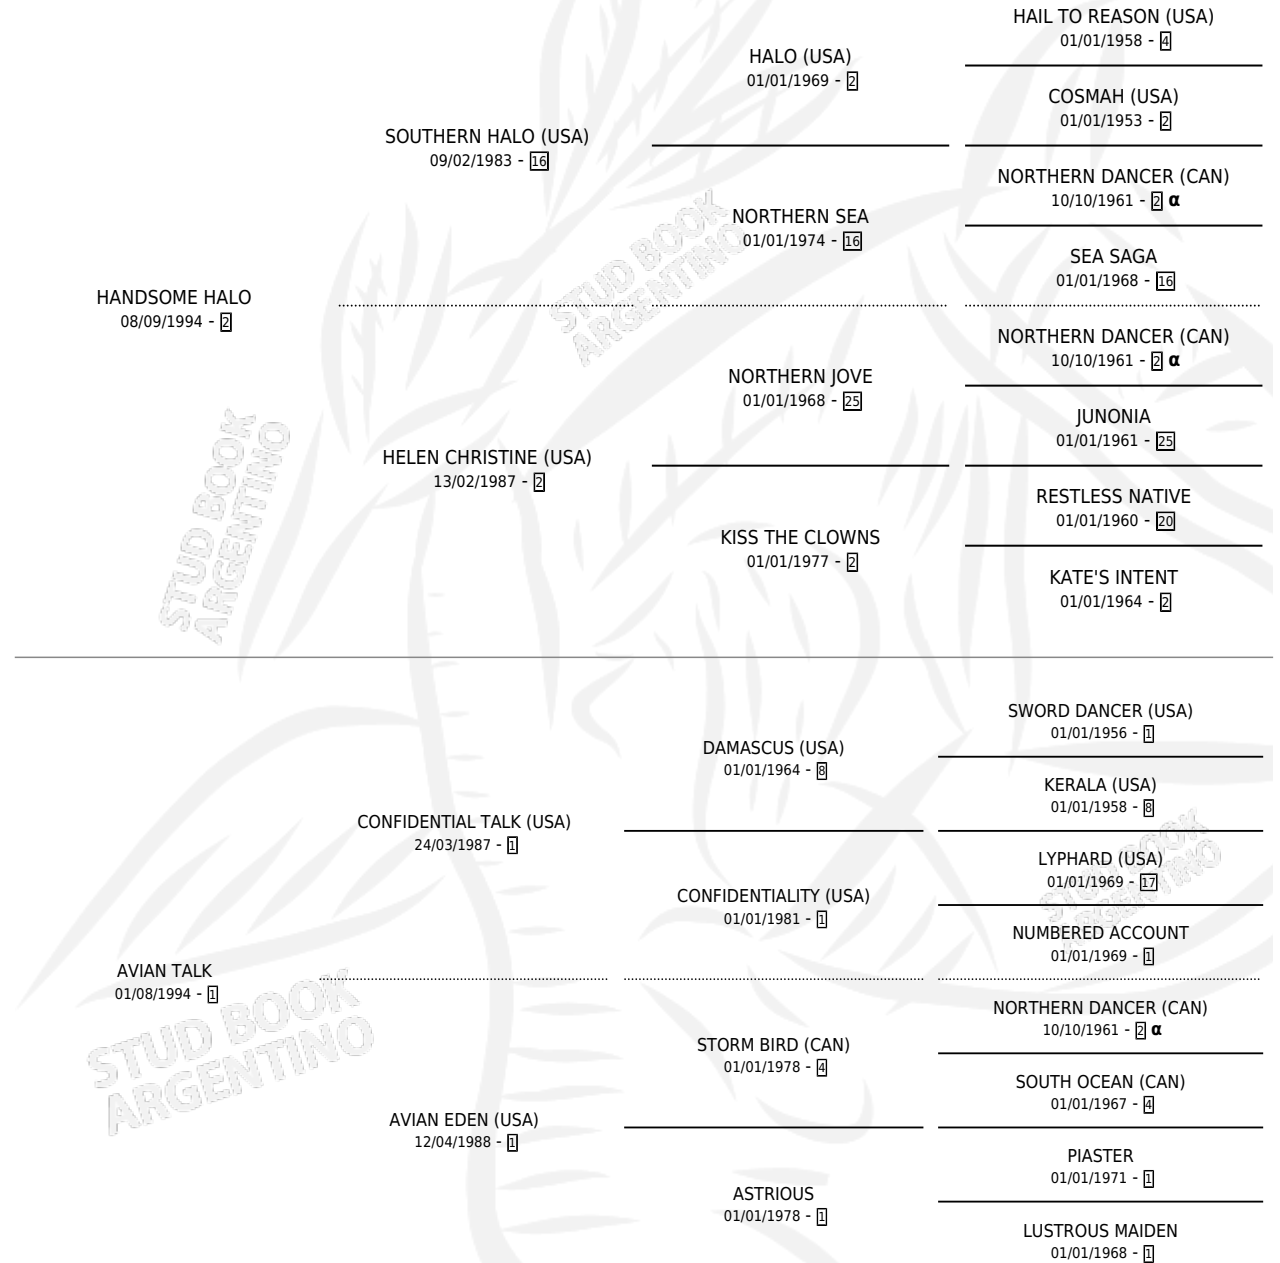 HAIL TO REASON (USA)
01/01/1958 - 4
HALO (USA)
01/01/1969 - 2
COSMAH (USA)
01/01/1953 - 2
SOUTHERN HALO (USA)
09/02/1983 - 16
NORTHERN DANCER (CAN)
10/10/1961 - 2 α
NORTHERN SEA
01/01/1974 - 16
SEA SAGA
01/01/1968 - 16
STUD BOOK
ARGENTINO
HANDSOME HALO
08/09/1994 - 2
NORTHERN DANCER (CAN)
10/10/1961 - 2 α
NORTHERN JOVE
01/01/1968 - 25
JUNONIA
01/01/1961 - 25
HELEN CHRISTINE (USA)
13/02/1987 - 2
RESTLESS NATIVE
01/01/1960 - 20
KISS THE CLOWNS
01/01/1977 - 2
KATE'S INTENT
01/01/1964 - 2
STUD BOOK
ARGENTINO
SWORD DANCER (USA)
01/01/1956 - 1
DAMASCUS (USA)
01/01/1964 - 8
KERALA (USA)
01/01/1958 - 8
CONFIDENTIAL TALK (USA)
24/03/1987 - 1
LYPHARD (USA)
01/01/1969 - 17
CONFIDENTIALITY (USA)
01/01/1981 - 1
NUMBERED ACCOUNT
01/01/1969 - 1
STUD BOOK
ARGENTINO
AVIAN TALK
01/08/1994 - 1
NORTHERN DANCER (CAN)
10/10/1961 - 2 α
STORM BIRD (CAN)
01/01/1978 - 4
SOUTH OCEAN (CAN)
01/01/1967 - 4
STUD BOOK
ARGENTINO
AVIAN EDEN (USA)
12/04/1988 - 1
PIASTER
01/01/1971 - 1
ASTRIOUS
01/01/1978 - 1
LUSTROUS MAIDEN
01/01/1968 - 1